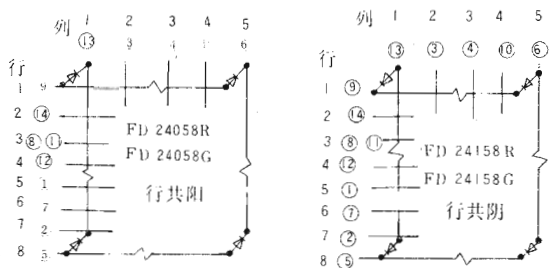 列 1 2 3 4 5
⑬ 3 6
行
1 9
2 ⑭
3 ⑧ ⑪
4 ⑫
5 1
6 7
7 2
8 5
FD 24058R
FD 24058G
行共阳
列 1 2 3 4 5
⑬ ③ ④ ⑩ ⑥
行
1 ⑨
2 ⑭
3 ⑧ ⑪
4 ⑫
5 ①
6 ⑦
7 ②
8 ⑤
FD 24158R
FD 24158G
行共阴